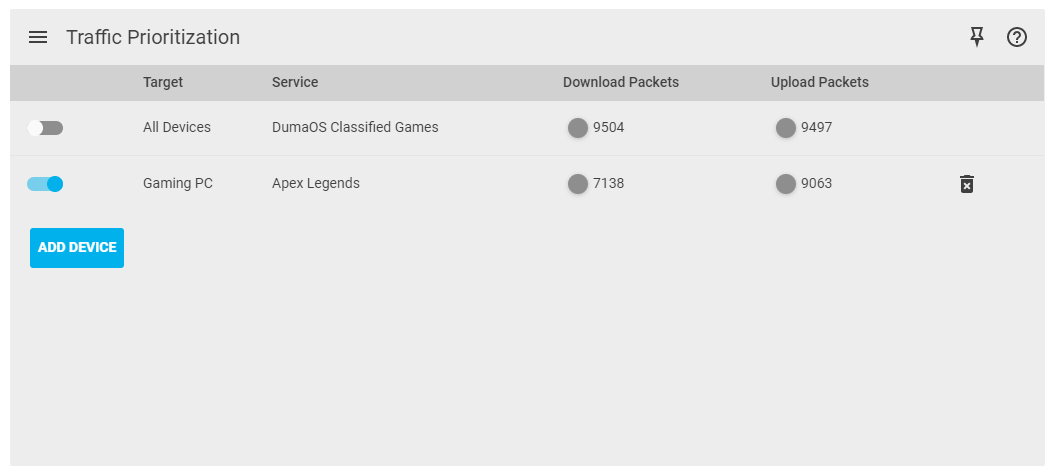 Traffic Prioritization
Target Service Download Packets Upload Packets
All Devices DumaOS Classified Games 9504 9497
Gaming PC Apex Legends 7138 9063
ADD DEVICE